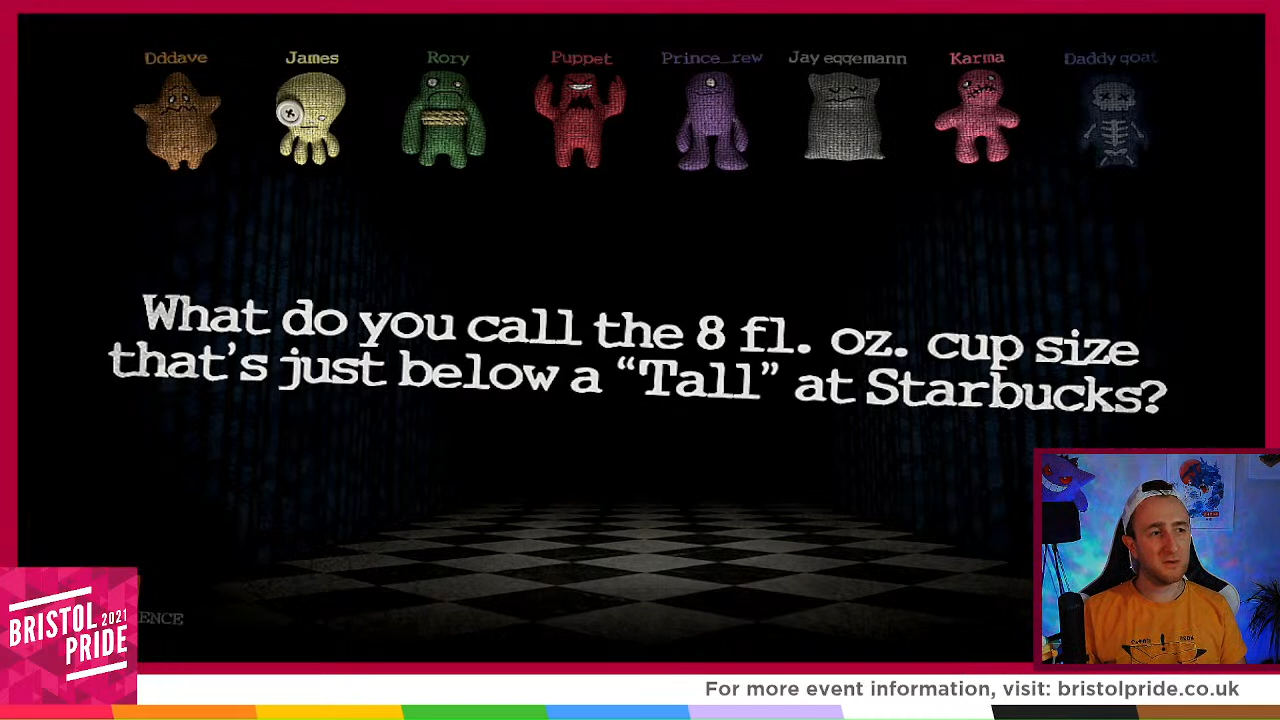 Dddave
James
Rory
Puppet
Prince_rew
Jay eggemann
Karma
Daddy goat
What do you call the 8 fl. oz. cup size
that's just below a “Tall” at Starbucks?
ENCE
BRISTOL 2021
PRIDE
For more event information, visit: bristolpride.co.uk